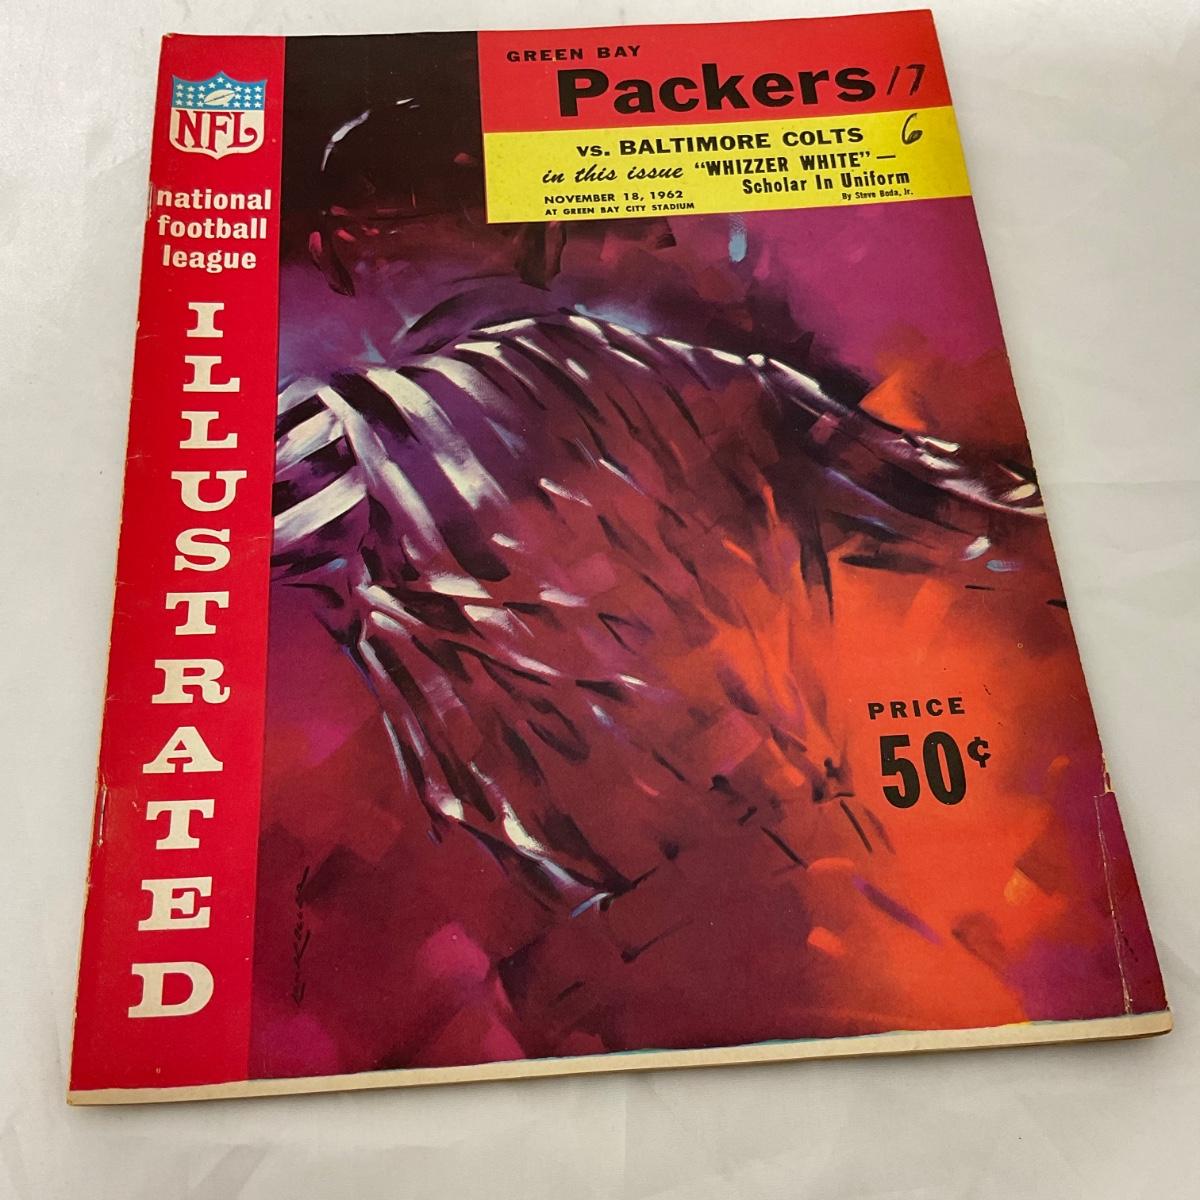 NFL
national
football
league
ILLUSTRATED
GREEN BAY
Packers 17
vs. BALTIMORE COLTS 6
in this issue "WHIZZER WHITE" —
Scholar In Uniform
By Steve Boda, Jr.
NOVEMBER 18, 1962
AT GREEN BAY CITY STADIUM
PRICE
50¢